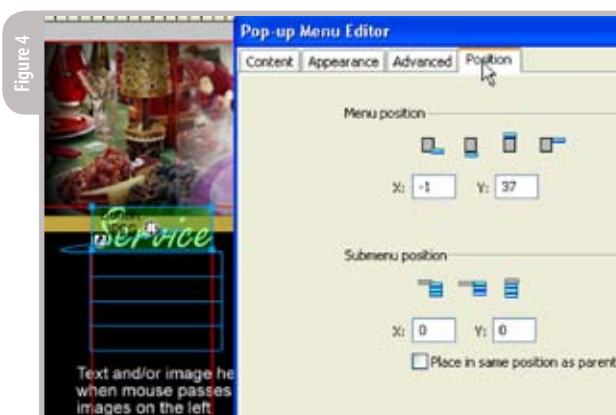 Figure 4
Pop-up Menu Editor
Content Appearance Advanced Position
Menu position
X: -1 Y: 37
Submenu position
X: 0 Y: 0
Place in same position as parent
Service
Text and/or image he
when mouse passes
images on the left